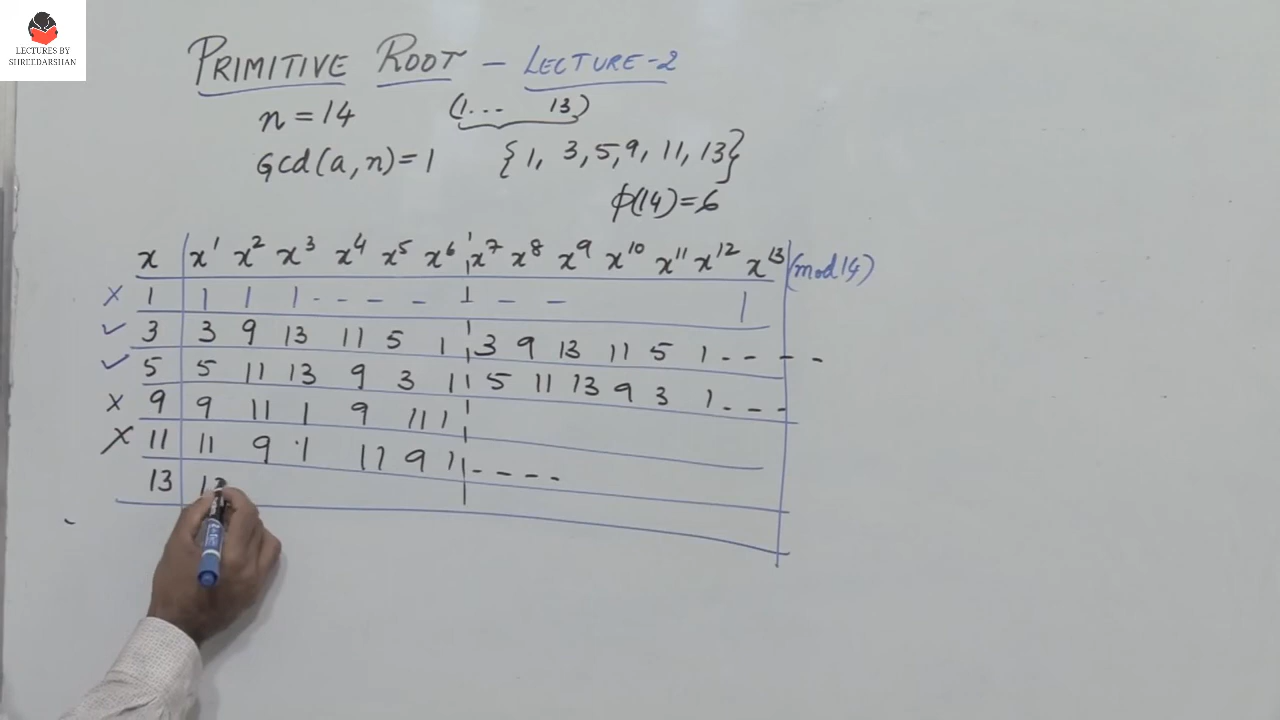 LECTURES BY
SHREEDARSHAN
PRIMITIVE ROOT – LECTURE-2
n = 14 (1... 13)
Gcd(a, n) = 1 {1, 3, 5, 9, 11, 13}
ϕ(14) = 6
x x¹ x² x³ x⁴ x⁵ x⁶ x⁷ x⁸ x⁹ x¹⁰ x¹¹ x¹² x¹³ (mod 14)
× 1 1 1 1 - - - - 1 - - 1
✓ 3 3 9 13 11 5 1 3 9 13 11 5 1 - - - -
✓ 5 5 11 13 9 3 1 5 11 13 9 3 1 - - -
× 9 9 11 1 9 11 1
× 11 11 9 1 11 9 1 - - - -
13 13